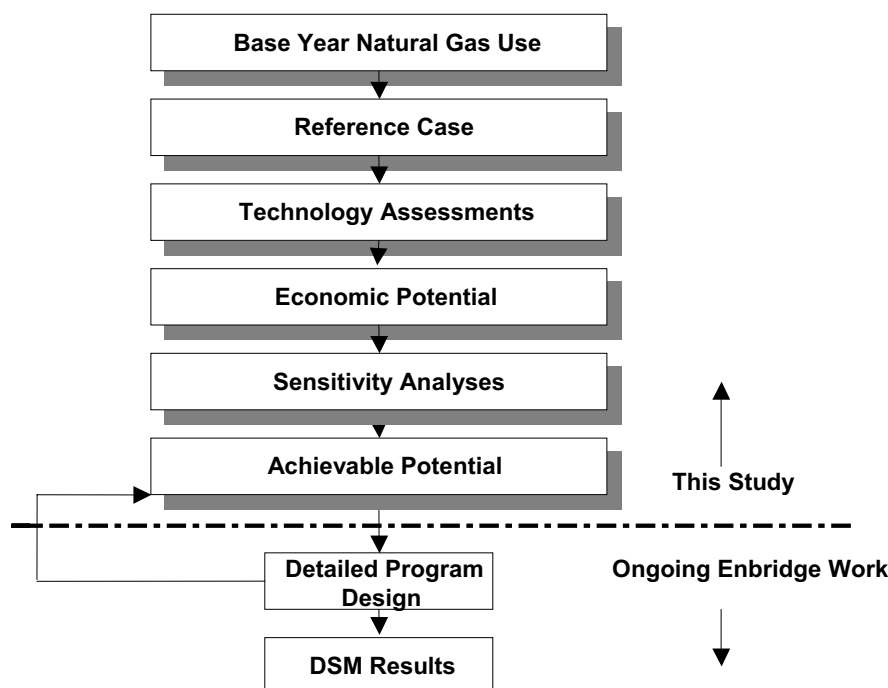 Base Year Natural Gas Use
Reference Case
Technology Assessments
Economic Potential
Sensitivity Analyses
Achievable Potential
This Study
Detailed Program
Design
Ongoing Enbridge Work
DSM Results